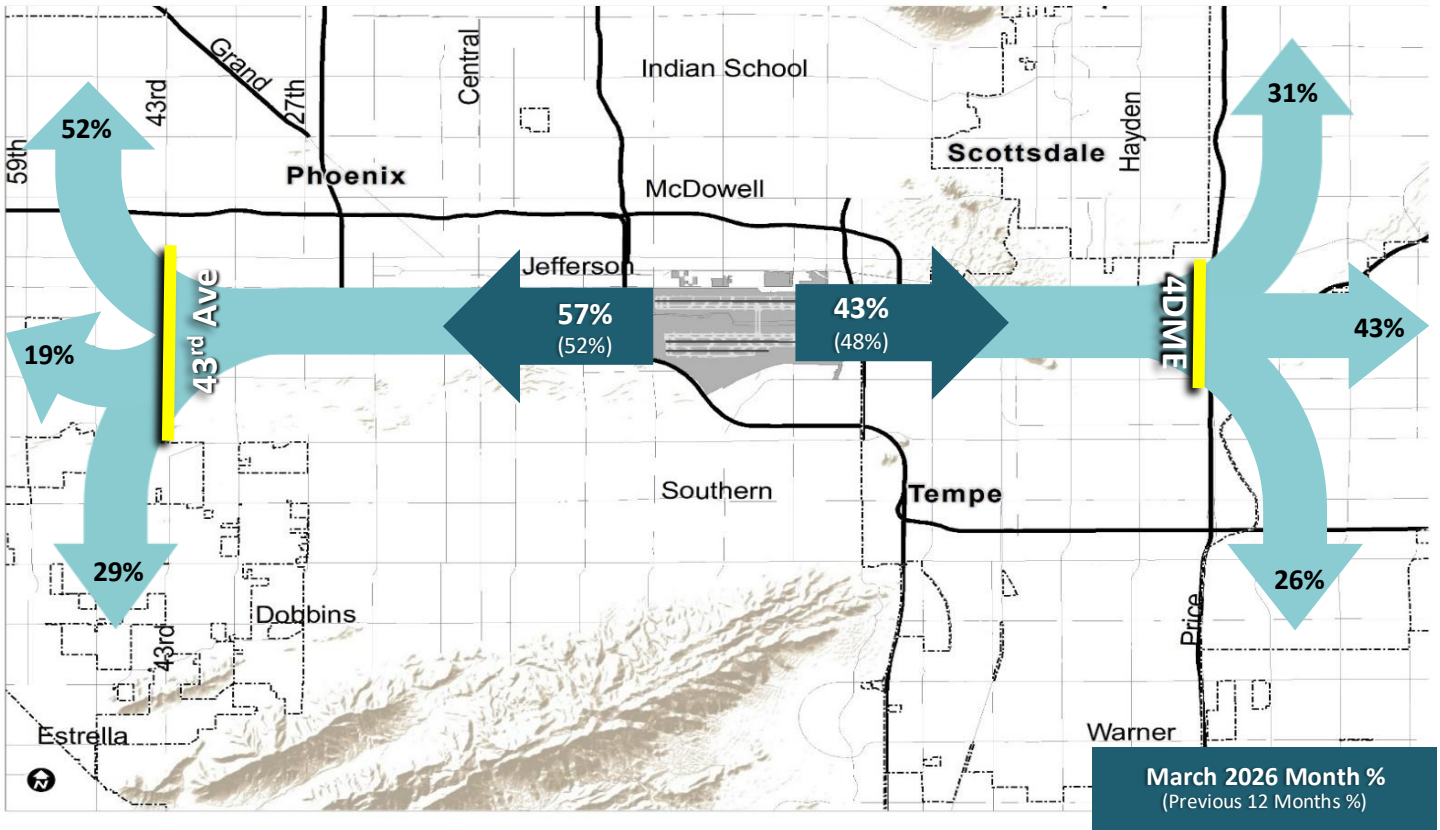 Grand
43rd
27th
Central
Indian School
Hayden
31%
52%
59th
Phoenix
Scottsdale
McDowell
Jefferson
57%
(52%)
43%
(48%)
43rd Ave
4DME
19%
43%
Southern
Tempe
29%
26%
Dobbins
43rd
Price
Estrella
Warner
N
March 2026 Month %
(Previous 12 Months %)